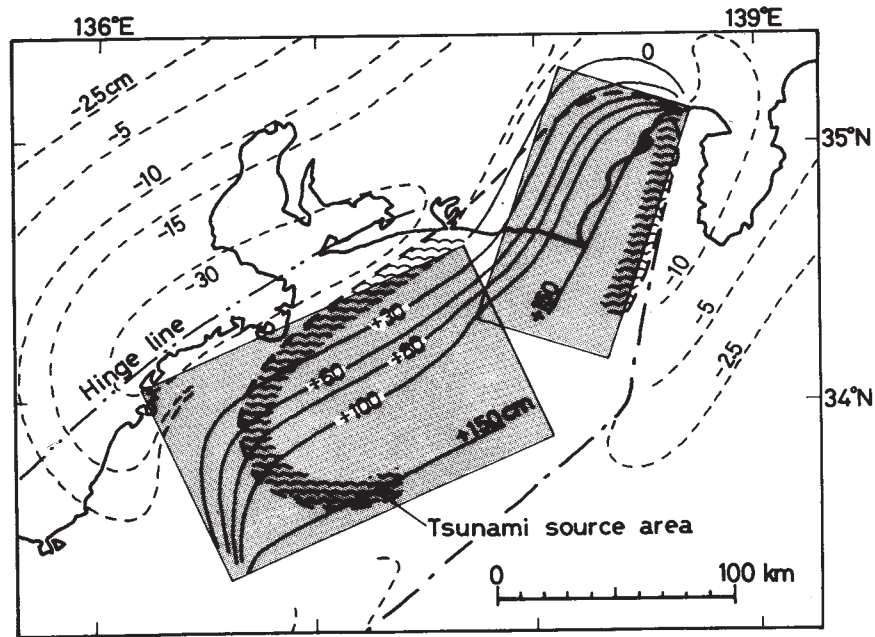 136°E
139°E
0
-2.5cm
-5
35°N
-10
-15
-30
-10
+150
-5
+30
Hinge line
-2.5
+60
+80
+100
34°N
+150cm
Tsunami source area
0
100 km